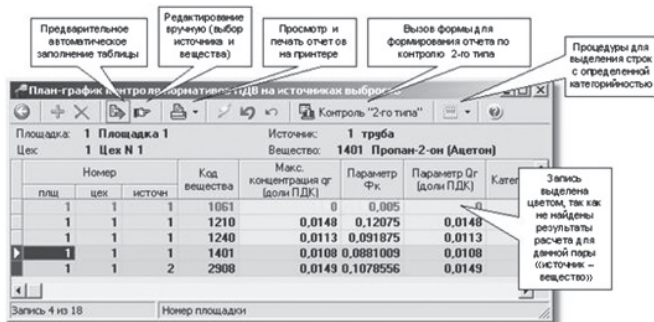 Предварительное
автоматическое
заполнение таблицы
Редактирование
вручную (выбор
источника и
вещества)
Просмотр и
печать отчетов
на принтере
Вызов формы для
формирования отчета по
контролю 2-го типа
Процедуры для
выделения строк
с определенной
категорийностью
План-график контроля нормативов ПДВ на источниках выброса
Контроль "2-го типа"
Площадка: 1 Площадка 1 Источник: 1 труба
Цех: 1 Цех N 1 Вещество: 1401 Пропан-2-он (Ацетон)
Номер Код вещества Макс. концентрация qr (доли ПДК) Параметр Фк Параметр Qr (доли ПДК) Катег
площ цех источн
1 1 1 1061 0 0,005 0
1 1 1 1210 0,0148 0,12075 0,0148
1 1 1 1240 0,0113 0,091875 0,0113
1 1 1 1401 0,0108 0,0881009 0,0108
1 1 2 2908 0,0149 0,1078556 0,0149
Запись
выделена
цветом, так как
не найдены
результаты
расчета для
данной пары
«источник –
вещество»
Запись 4 из 18 Номер площадки